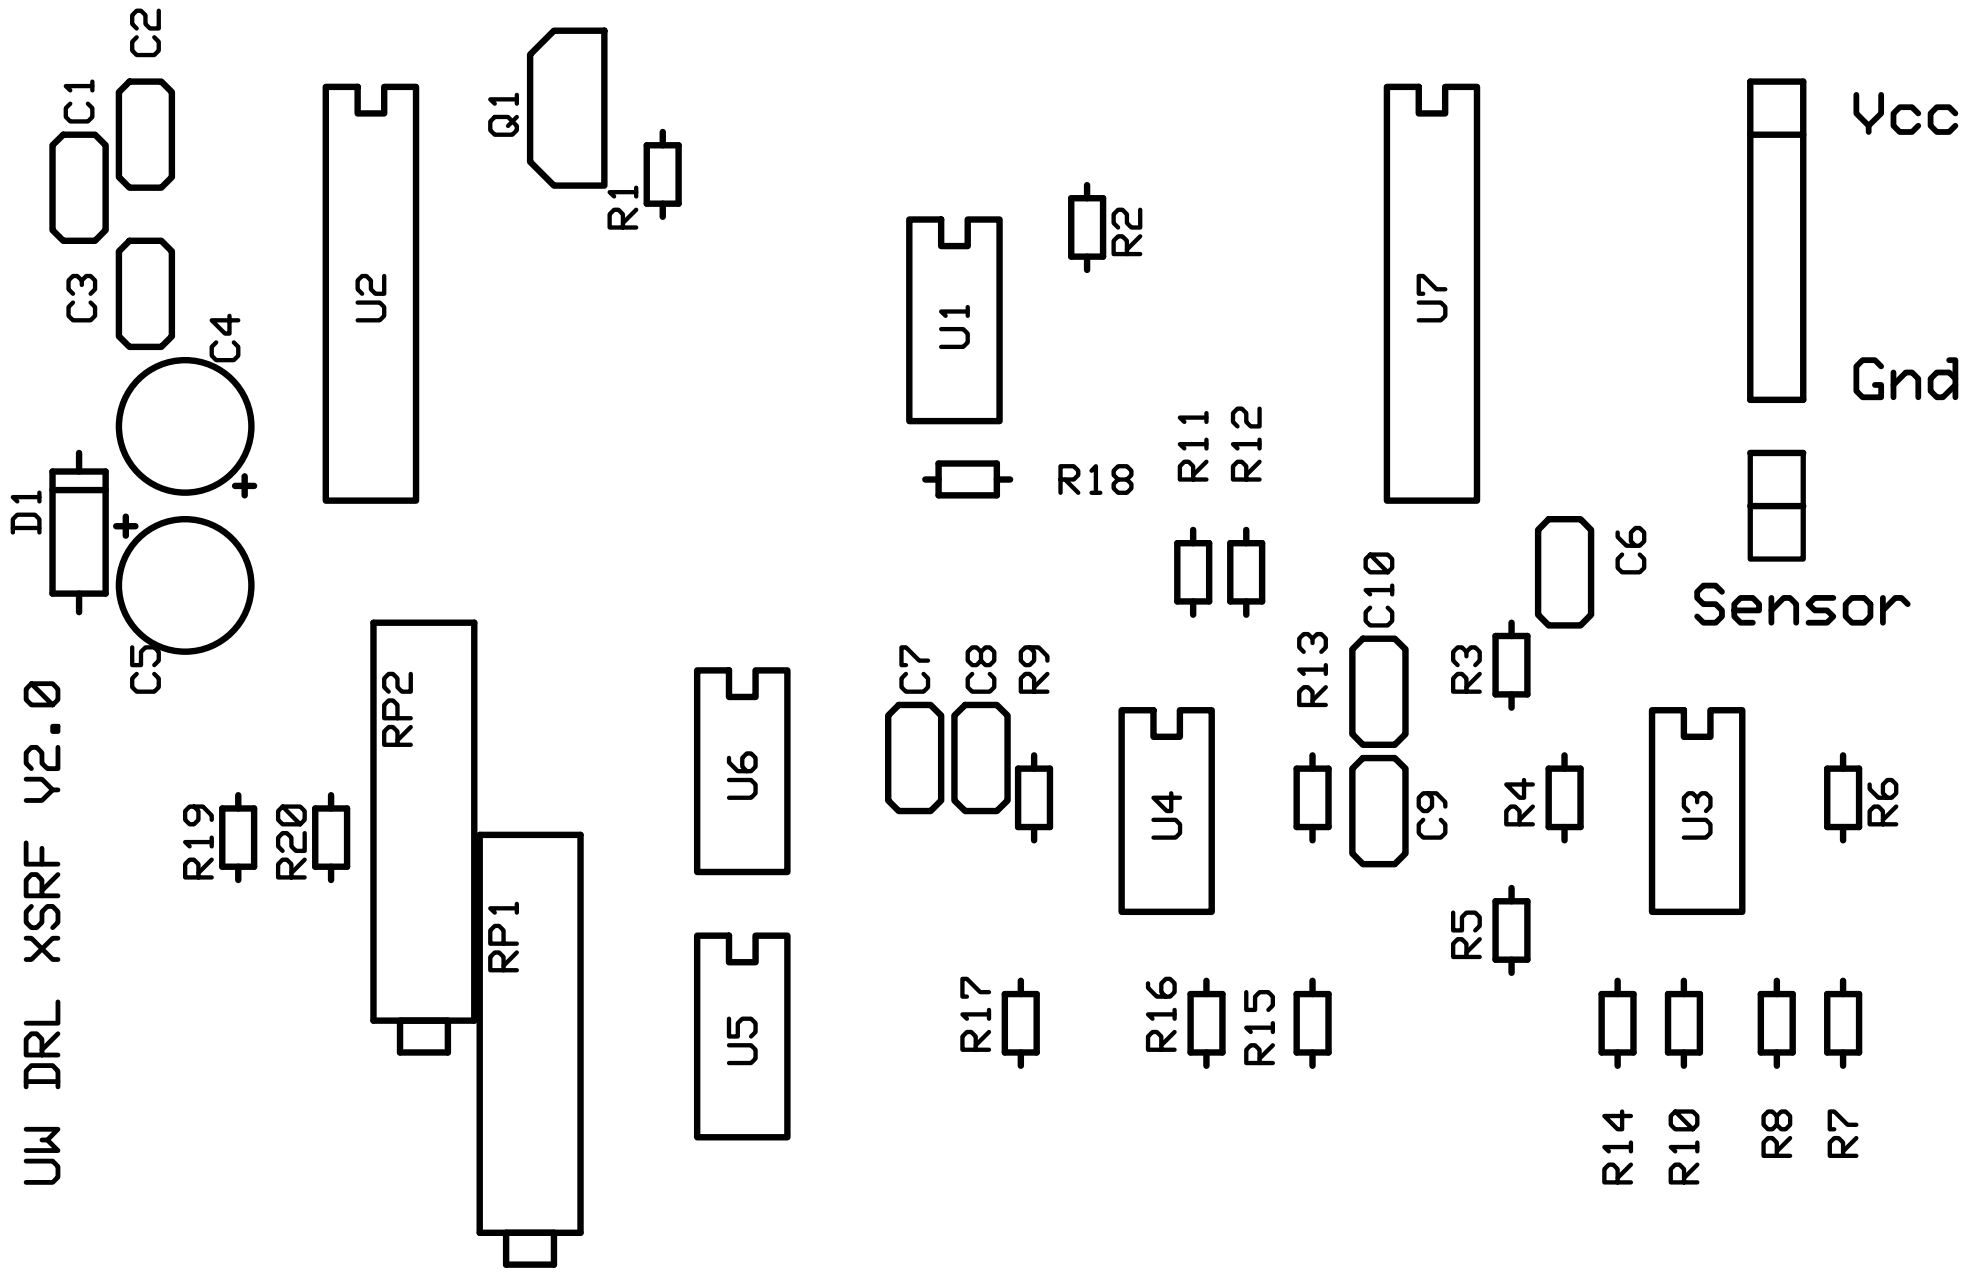 C2
C1
Q1
Vcc
R1
R2
C3
U2
U1
U7
C4
Gnd
R11
R12
R18
D1
+
+
C6
C10
Sensor
C5
RP2
C7
C8
R9
R13
R3
U6
U4
C9
R4
U3
R6
R19
R20
RP1
R5
UW DRL XSRF V2.0
R17
R16
R15
U5
R14
R10
R8
R7